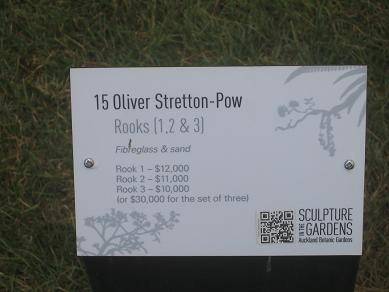 15 Oliver Stretton-Pow
Rooks (1,2 & 3)
Fibreglass & sand
Rook 1 – $12,000
Rook 2 – $11,000
Rook 3 – $10,000
(or $30,000 for the set of three)
SCULPTURE
IN THE
GARDENS
Auckland Botanic Gardens